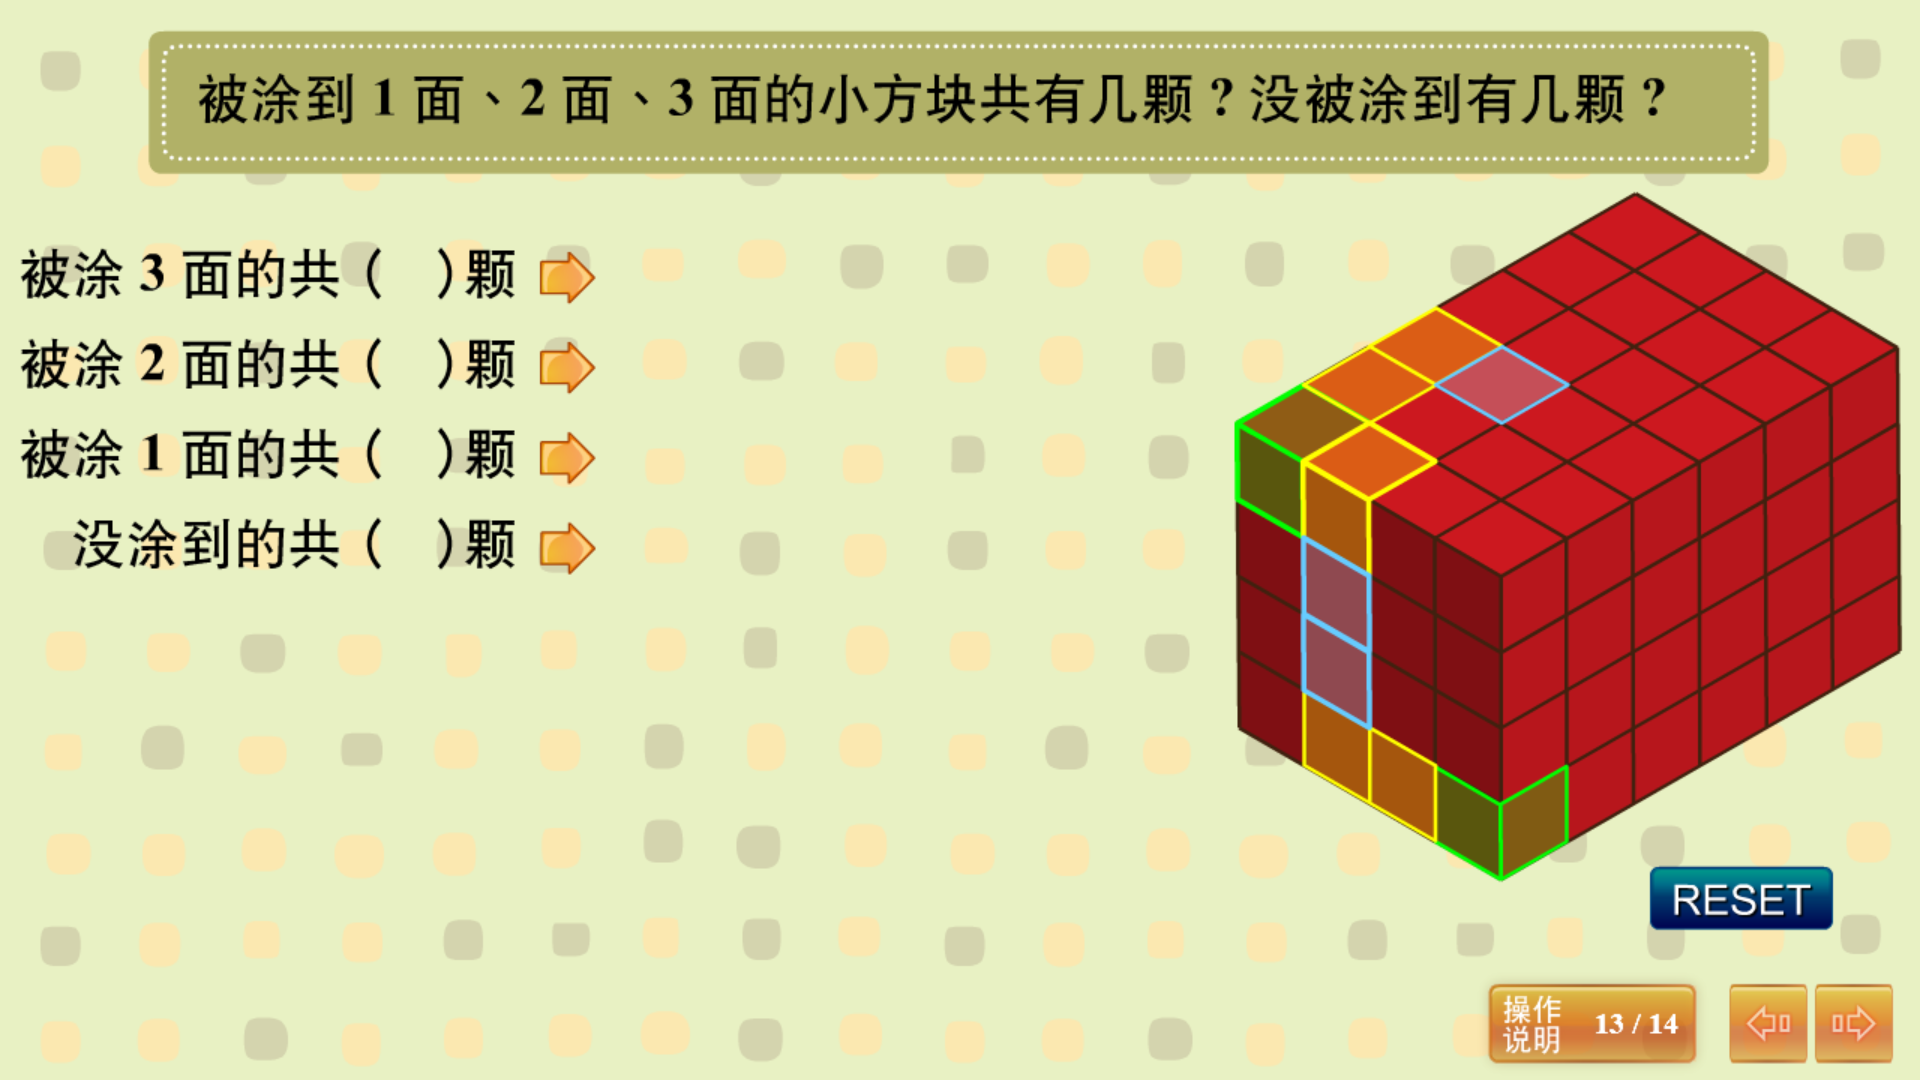 被涂到 1 面、2 面、3 面的小方块共有几颗？没被涂到有几颗？
被涂 3 面的共（ ）颗
被涂 2 面的共（ ）颗
被涂 1 面的共（ ）颗
没涂到的共（ ）颗
RESET
操作
说明
13 / 14